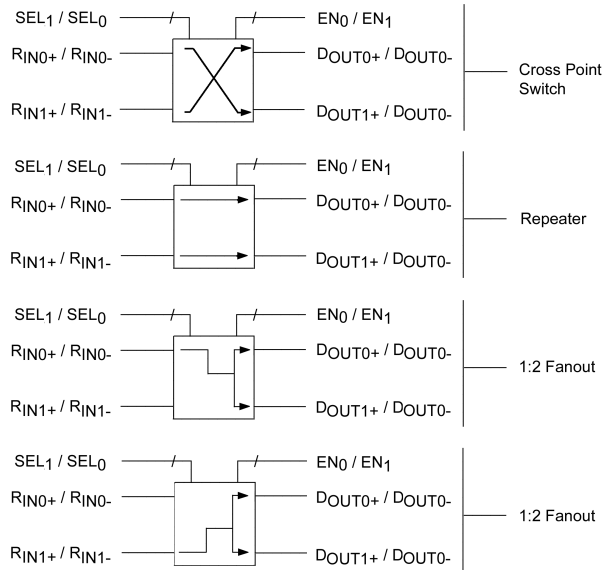 SEL1 / SEL0 EN0 / EN1
RIN0+ / RIN0- DOUT0+ / DOUT0-
Cross Point
Switch
RIN1+ / RIN1- DOUT1+ / DOUT0-
SEL1 / SEL0 EN0 / EN1
RIN0+ / RIN0- DOUT0+ / DOUT0-
Repeater
RIN1+ / RIN1- DOUT1+ / DOUT0-
SEL1 / SEL0 EN0 / EN1
RIN0+ / RIN0- DOUT0+ / DOUT0-
1:2 Fanout
RIN1+ / RIN1- DOUT1+ / DOUT0-
SEL1 / SEL0 EN0 / EN1
RIN0+ / RIN0- DOUT0+ / DOUT0-
1:2 Fanout
RIN1+ / RIN1- DOUT1+ / DOUT0-